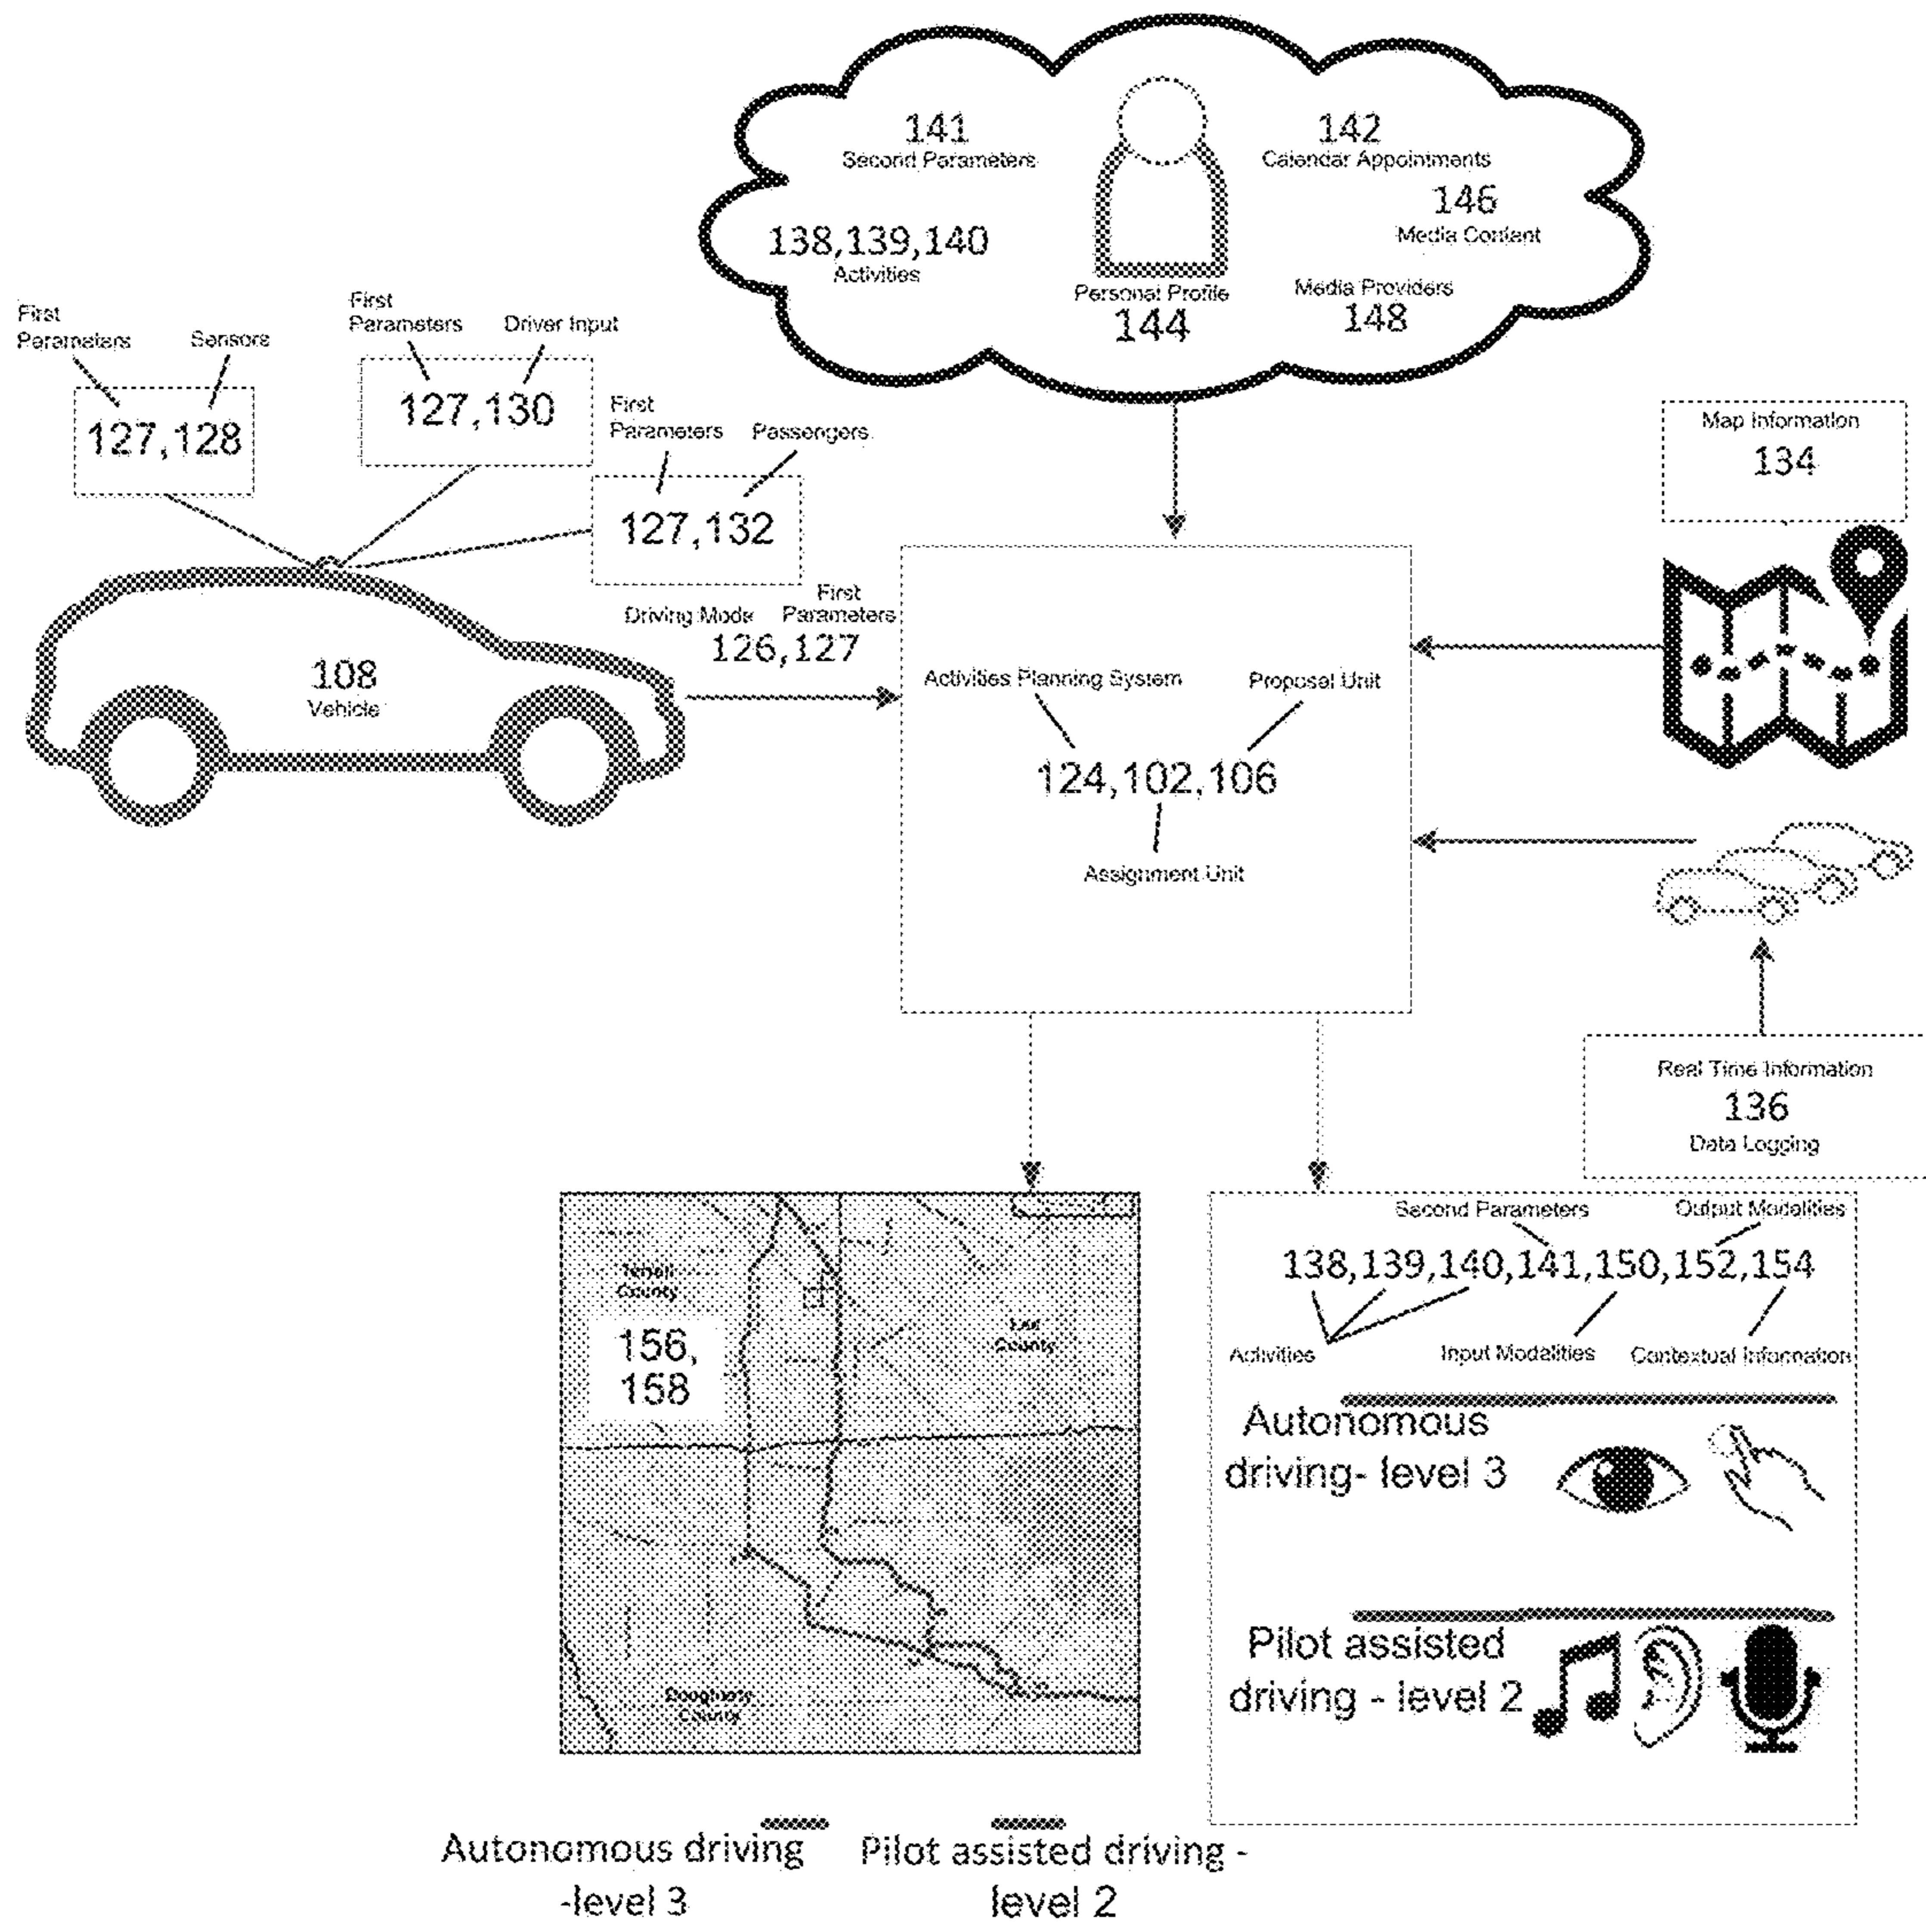 141
Second Parameters
142
Calendar Appointments
146
Media Content
138,139,140
Activities
Personal Profile
144
Media Providers
148
First
Parameters
Sensors
127,128
First
Parameters
Driver Input
127,130
First
Parameters
Passengers
127,132
Map Information
134
Driving Mode
First
Parameters
126,127
108
Vehicle
Activities Planning System
Proposal Unit
124,102,106
Assignment Unit
Real Time Information
136
Data Logging
Terrell
County
Lee
County
156,
158
Dougherty
County
Second Parameters
Output Modalities
138,139,140,141,150,152,154
Activities
Input Modalities
Contextual Information
Autonomous
driving- level 3
Pilot assisted
driving - level 2
Autonomous driving
-level 3
Pilot assisted driving -
level 2